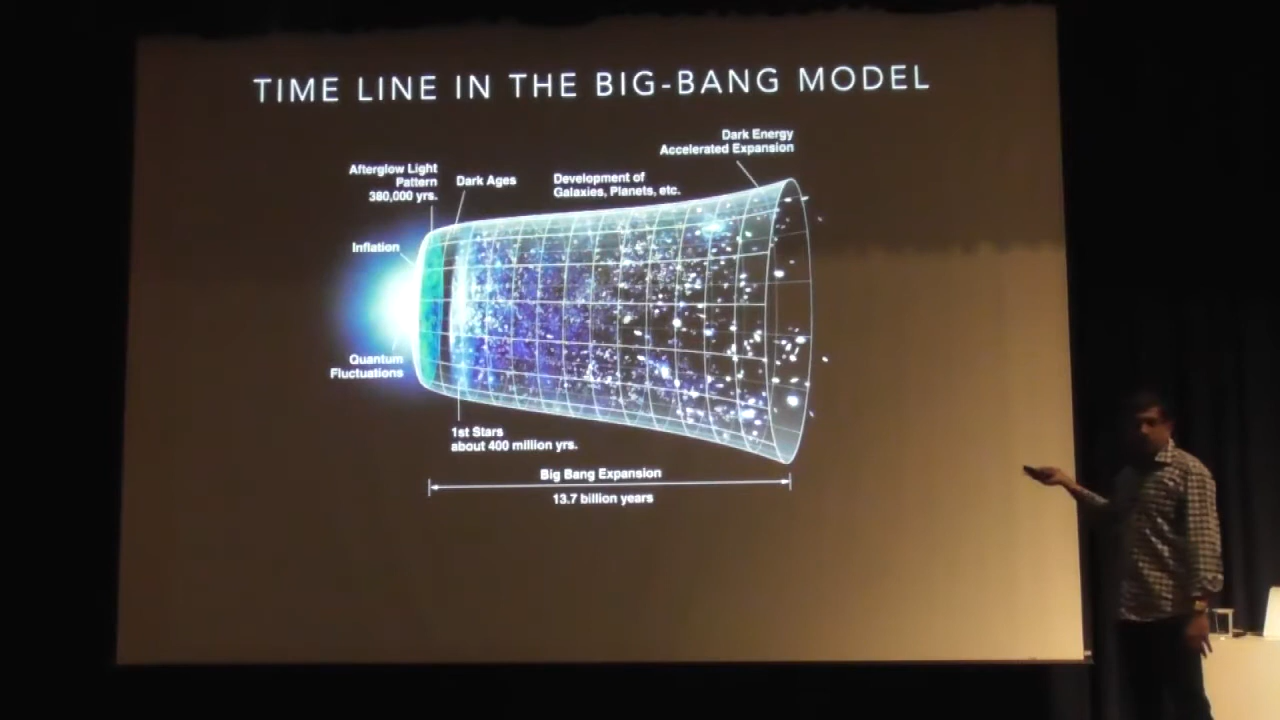 TIME LINE IN THE BIG-BANG MODEL
Dark Energy
Accelerated Expansion
Afterglow Light
Pattern
380,000 yrs.
Dark Ages
Development of
Galaxies, Planets, etc.
Inflation
Quantum
Fluctuations
1st Stars
about 400 million yrs.
Big Bang Expansion
13.7 billion years